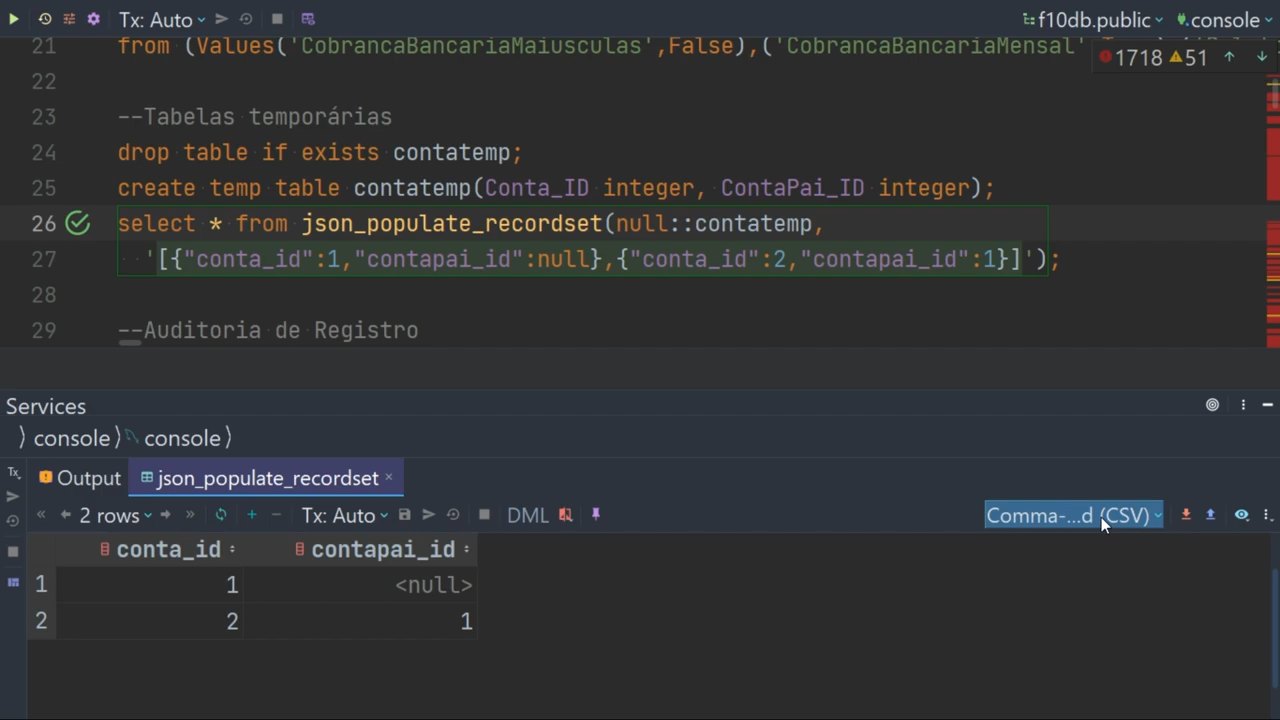 Tx: Auto f10db.public console
21 from (Values('CobrancaBancariaMaiusculas',False),('CobrancaBancariaMensal'
1718 51
22
23 --Tabelas temporárias
24 drop table if exists contatemp;
25 create temp table contatemp(Conta_ID integer, ContaPai_ID integer);
26 select * from json_populate_recordset(null::contatemp,
27 '[{"conta_id":1,"contapai_id":null},{"conta_id":2,"contapai_id":1}]');
28
29 --Auditoria de Registro
Services
console console
Tx Output json_populate_recordset
2 rows Tx: Auto DML Comma-...d (CSV)
conta_id contapai_id
1 1 <null>
2 2 1